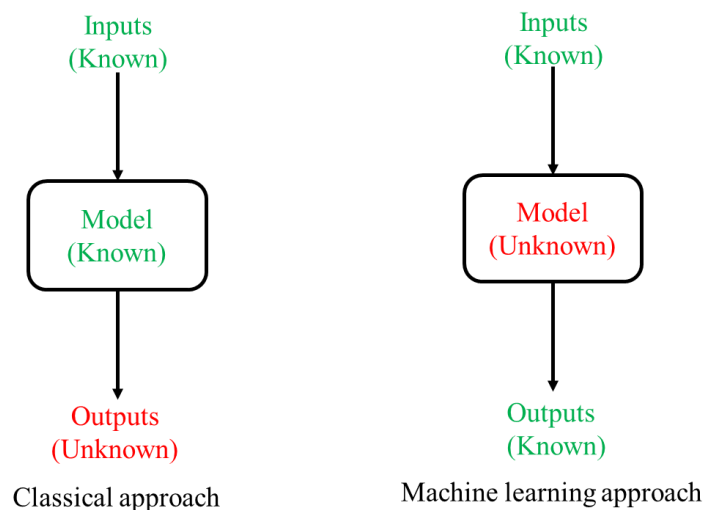 Inputs
(Known)
Model
(Known)
Outputs
(Unknown)
Classical approach
Inputs
(Known)
Model
(Unknown)
Outputs
(Known)
Machine learning approach